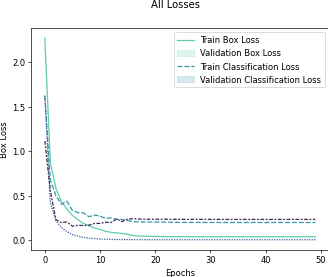 All Losses
Train Box Loss
Validation Box Loss
Train Classification Loss
Validation Classification Loss
Box Loss
2.0
1.5
1.0
0.5
0.0
0
10
20
30
40
50
Epochs